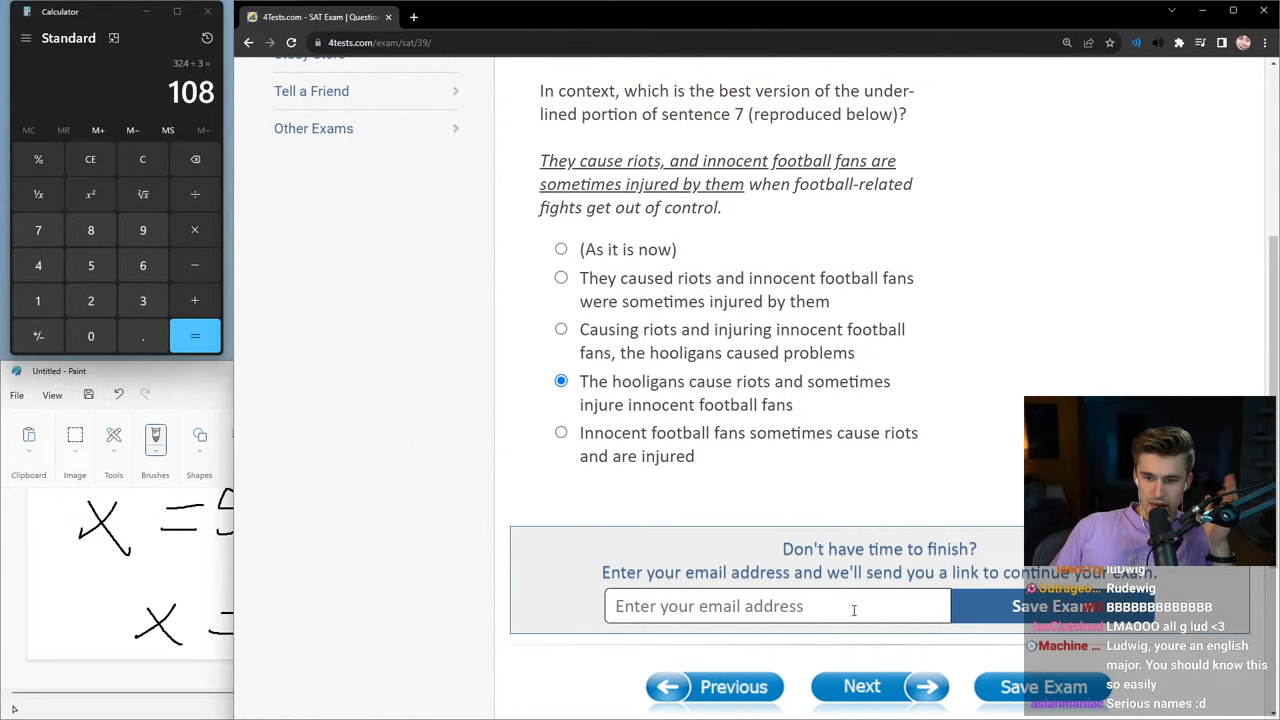 Calculator
Standard
324 ÷ 3 =
108
MC MR M+ M− MS M˅
% CE C
⅟x x² ²√x ÷
7 8 9 ×
4 5 6 −
1 2 3 +
+/− 0 . =
Untitled - Paint
File View
Clipboard Image Tools Brushes Shapes
x = 5
x =
4Tests.com - SAT Exam | Questio
4tests.com/exam/sat/39/
Tell a Friend
Other Exams
In context, which is the best version of the under-
lined portion of sentence 7 (reproduced below)?
They cause riots, and innocent football fans are
sometimes injured by them when football-related
fights get out of control.
(As it is now)
They caused riots and innocent football fans
were sometimes injured by them
Causing riots and injuring innocent football
fans, the hooligans caused problems
The hooligans cause riots and sometimes
injure innocent football fans
Innocent football fans sometimes cause riots
and are injured
Don't have time to finish?
Enter your email address and we'll send you a link to continue your exam.
Enter your email address
Save Exam
Previous
Next
Save Exam
luDwig
Outrageo... Rudewig
BBBBBBBBBBBBB
LMAOOO all g lud <3
Machine ... Ludwig, youre an english
major. You should know this
so easily
asianmaniac Serious names :d